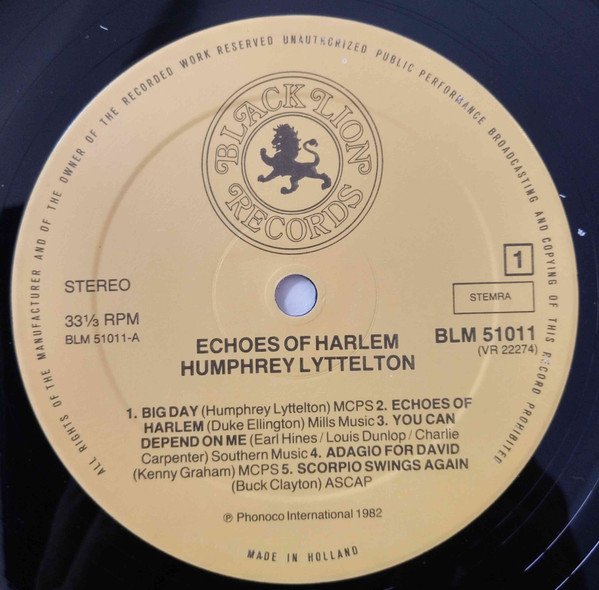 ALL RIGHTS OF THE MANUFACTURER AND OF THE OWNER OF THE RECORDED WORK RESERVED UNAUTHORIZED PUBLIC PERFORMANCE BROADCASTING AND COPYING OF THIS RECORD PROHIBITED
BLACK LION
RECORDS
STEREO
1
STEMRA
33⅓ RPM
BLM 51011-A
BLM 51011
(VR 22274)
ECHOES OF HARLEM
HUMPHREY LYTTELTON
1. BIG DAY (Humphrey Lyttelton) MCPS 2. ECHOES OF
HARLEM (Duke Ellington) Mills Music 3. YOU CAN
DEPEND ON ME (Earl Hines / Louis Dunlop / Charlie
Carpenter) Southern Music 4. ADAGIO FOR DAVID
(Kenny Graham) MCPS 5. SCORPIO SWINGS AGAIN
(Buck Clayton) ASCAP
℗ Phonoco International 1982
MADE IN HOLLAND